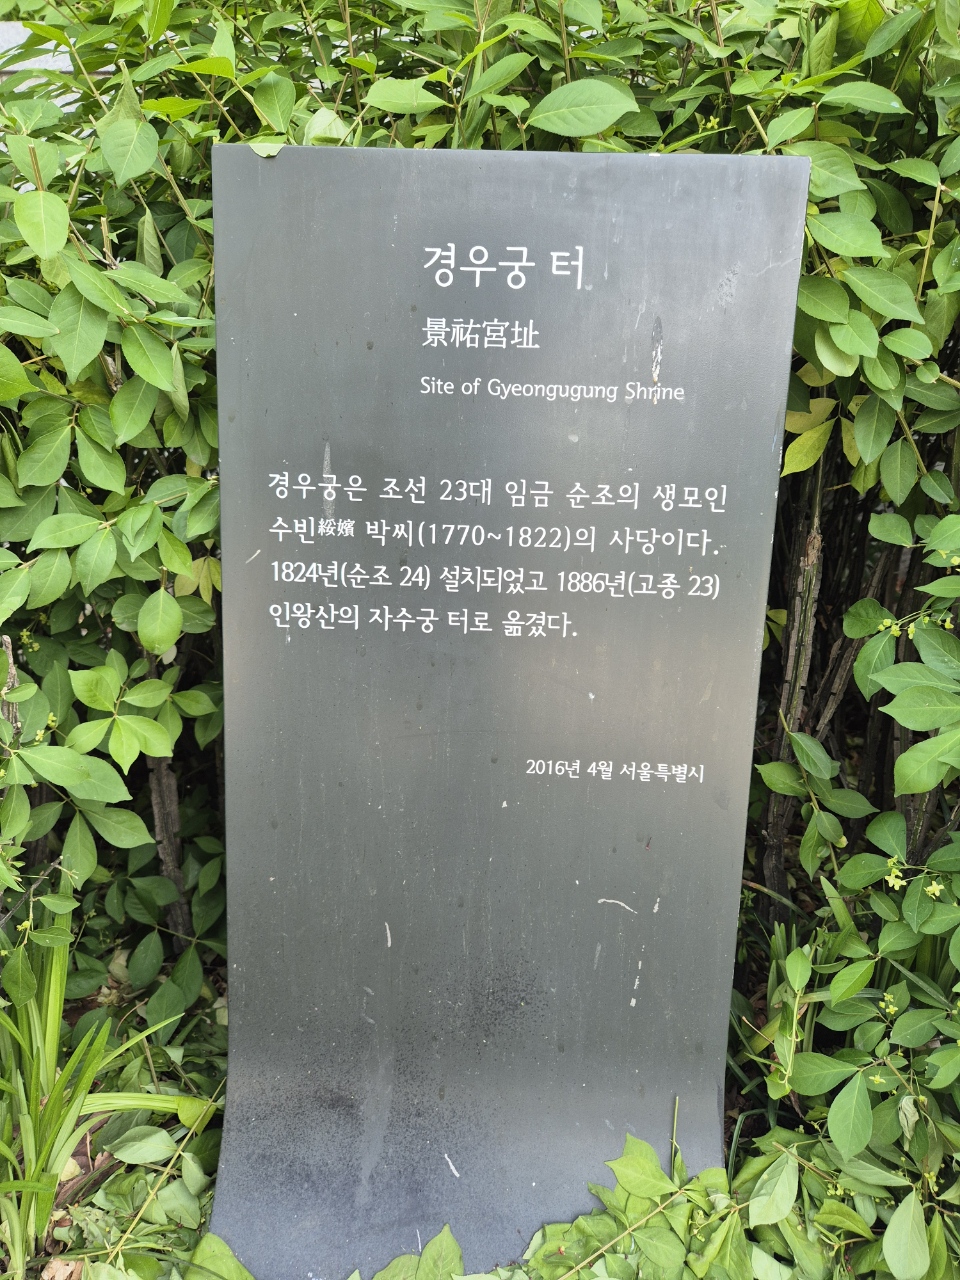 경우궁 터
景祐宮址
Site of Gyeongugung Shrine
경우궁은 조선 23대 임금 순조의 생모인
수빈綏嬪 박씨(1770~1822)의 사당이다.
1824년(순조 24) 설치되었고 1886년(고종 23)
인왕산의 자수궁 터로 옮겼다.
2016년 4월 서울특별시